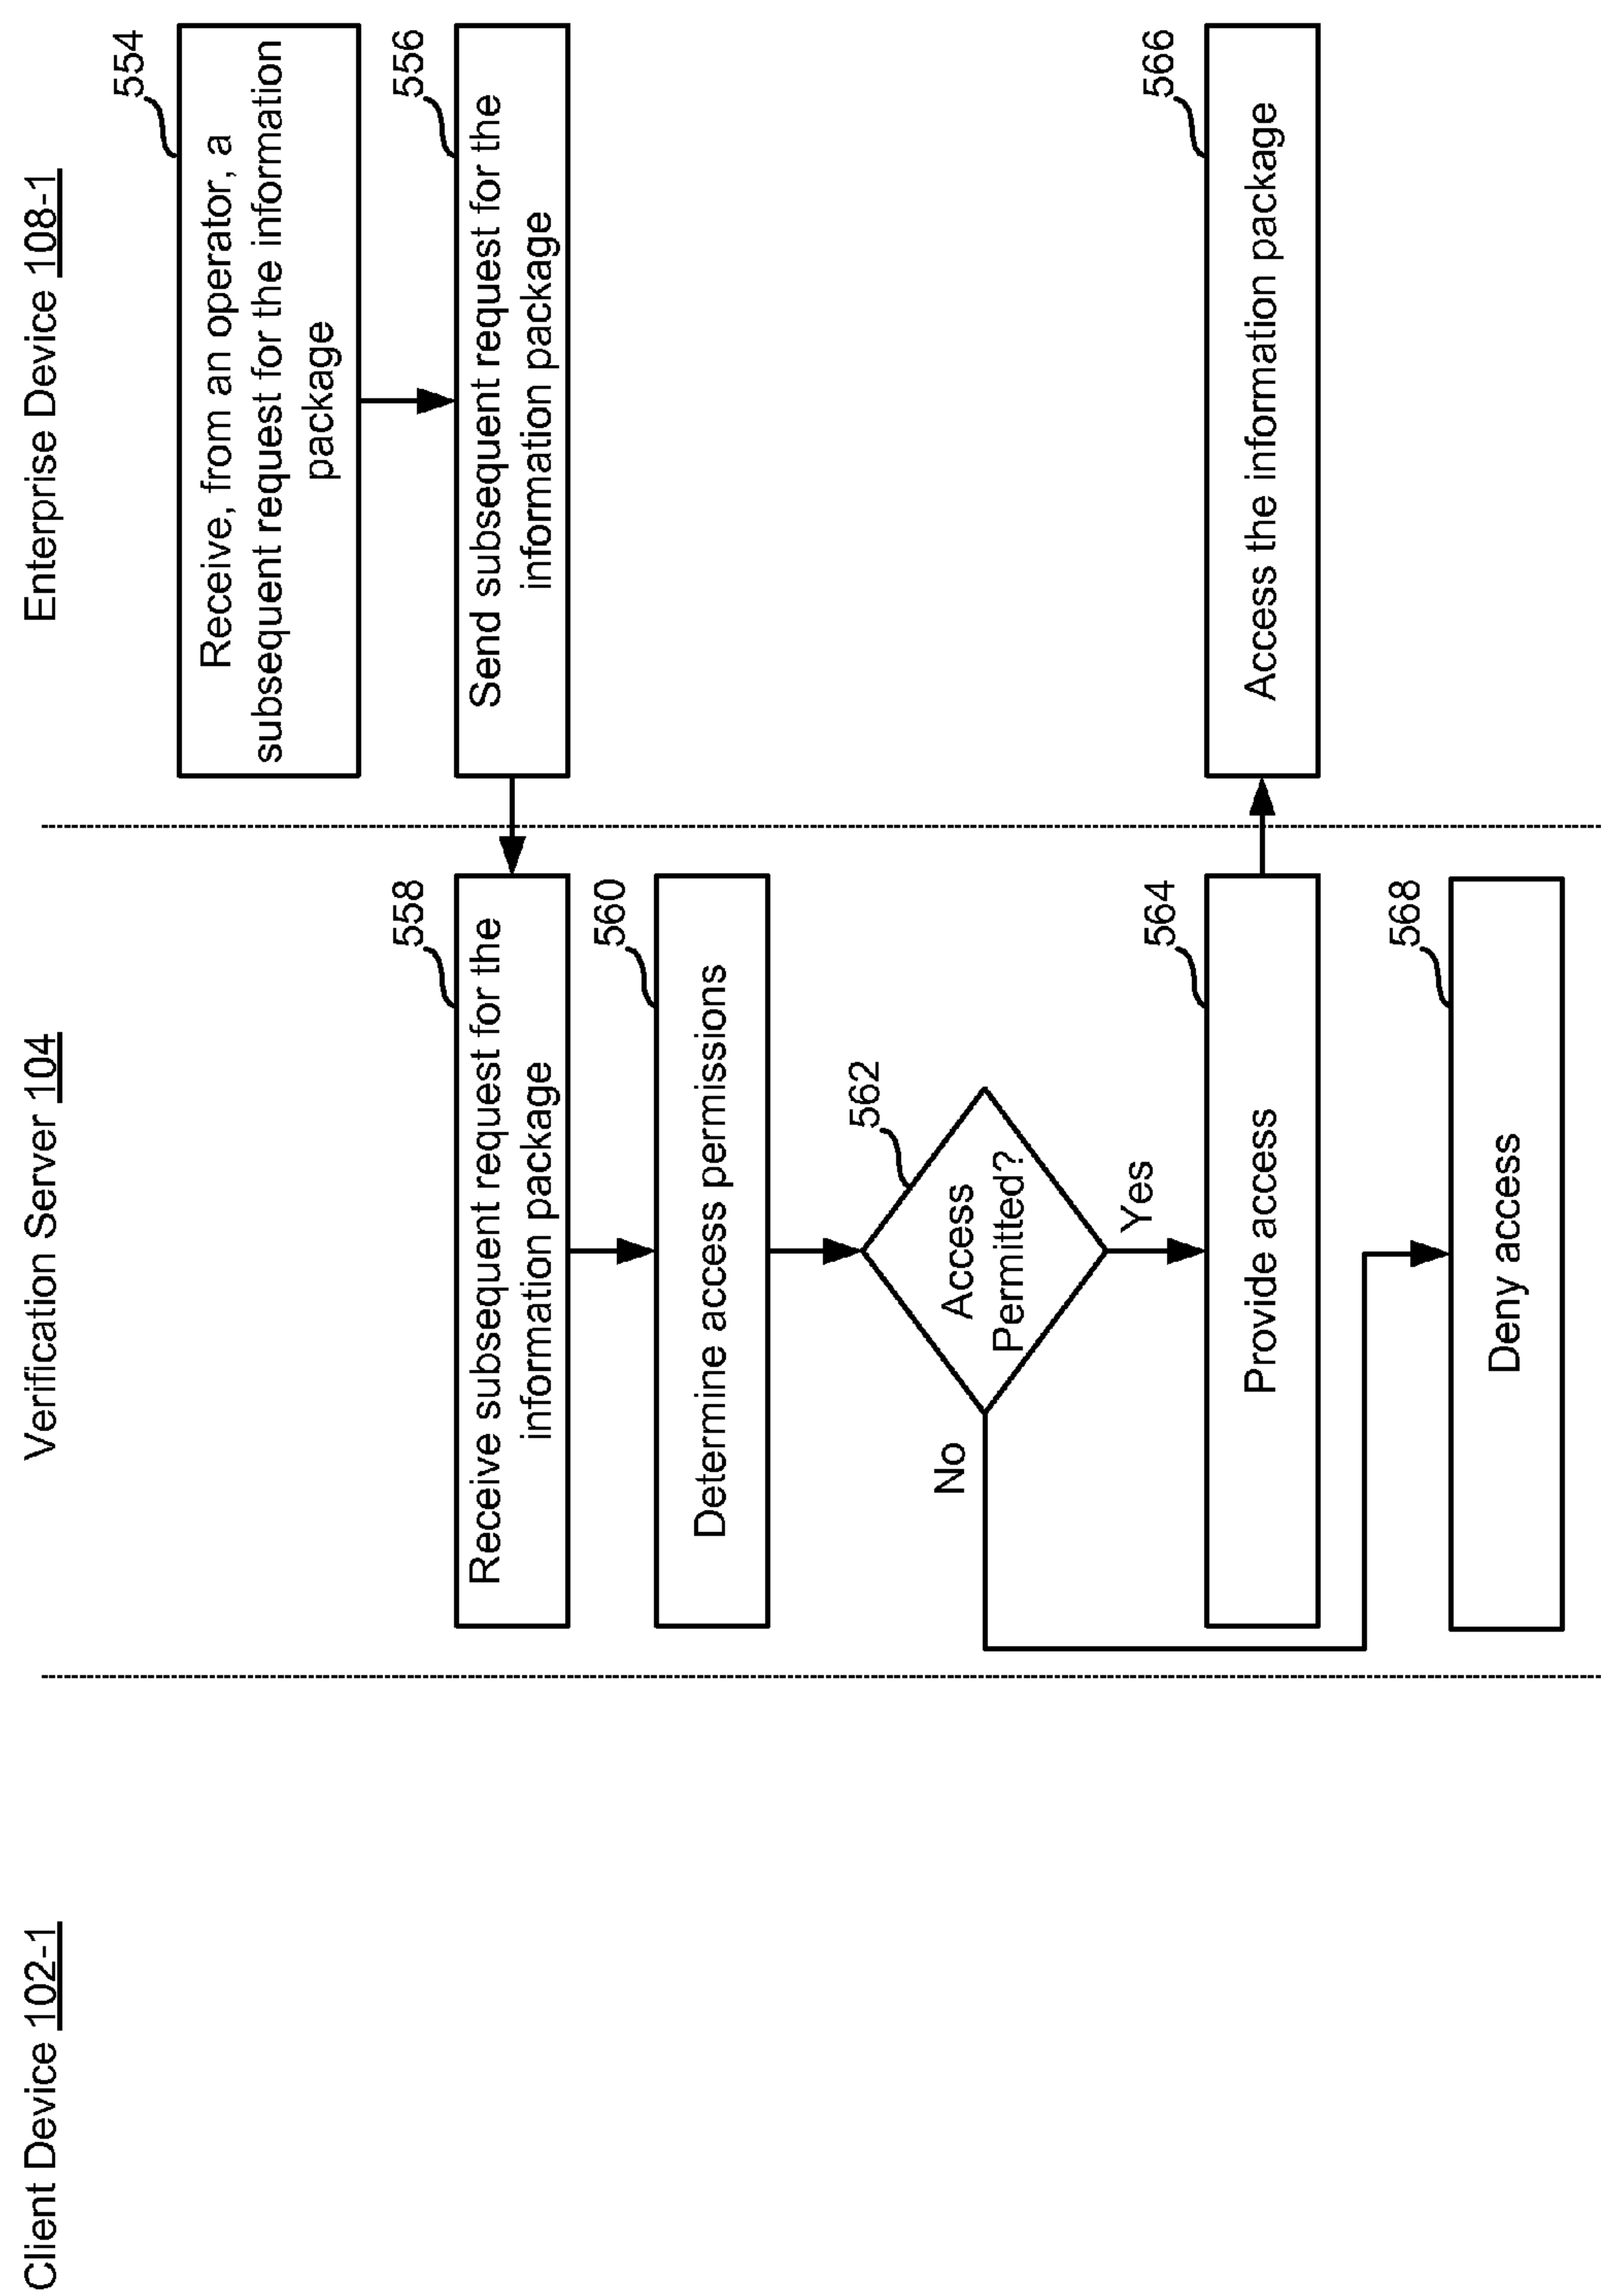 Client Device 102-1
Verification Server 104
Enterprise Device 108-1
554
Receive, from an operator, a
subsequent request for the information
package
556
Send subsequent request for the
information package
558
Receive subsequent request for the
information package
560
Determine access permissions
562
Access
Permitted?
No
Yes
564
Provide access
566
Access the information package
568
Deny access